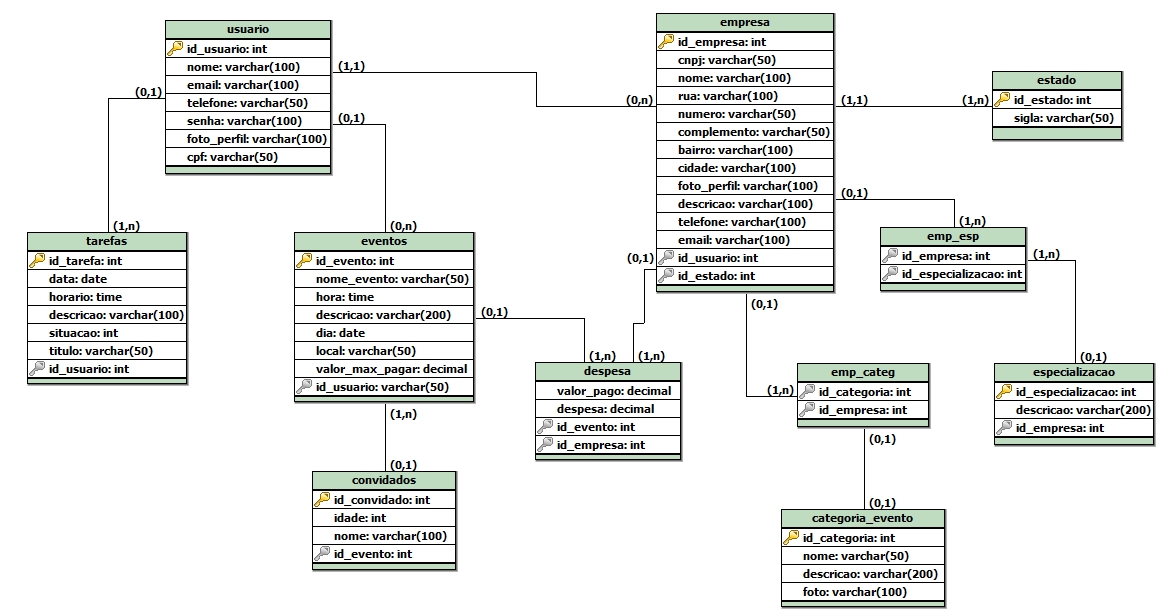 usuario
id_usuario: int
nome: varchar(100)
email: varchar(100)
telefone: varchar(50)
senha: varchar(100)
foto_perfil: varchar(100)
cpf: varchar(50)
(1,1)
(0,1)
(0,1)
(0,n)
empresa
id_empresa: int
cnpj: varchar(50)
nome: varchar(100)
rua: varchar(100)
numero: varchar(50)
complemento: varchar(50)
bairro: varchar(100)
cidade: varchar(100)
foto_perfil: varchar(100)
descricao: varchar(100)
telefone: varchar(100)
email: varchar(100)
id_usuario: int
id_estado: int
(1,1)
(1,n)
estado
id_estado: int
sigla: varchar(50)
(0,1)
(1,n)
emp_esp
id_empresa: int
id_especializacao: int
(1,n)
(1,n)
tarefas
id_tarefa: int
data: date
horario: time
descricao: varchar(100)
situacao: int
titulo: varchar(50)
id_usuario: int
(0,n)
eventos
id_evento: int
nome_evento: varchar(50)
hora: time
descricao: varchar(200)
dia: date
local: varchar(50)
valor_max_pagar: decimal
id_usuario: varchar(50)
(0,1)
(0,1)
(1,n)
(1,n)
despesa
valor_pago: decimal
despesa: decimal
id_evento: int
id_empresa: int
(0,1)
(1,n)
emp_categ
id_categoria: int
id_empresa: int
(0,1)
(0,1)
especializacao
id_especializacao: int
descricao: varchar(200)
id_empresa: int
(1,n)
(0,1)
convidados
id_convidado: int
idade: int
nome: varchar(100)
id_evento: int
(0,1)
categoria_evento
id_categoria: int
nome: varchar(50)
descricao: varchar(200)
foto: varchar(100)